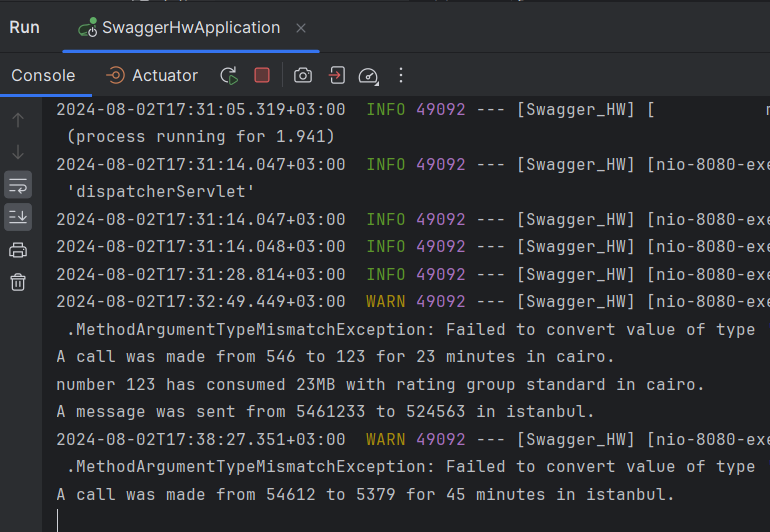 Run
SwaggerHwApplication
Console
Actuator
2024-08-02T17:31:05.319+03:00 INFO 49092 --- [Swagger_HW] [
(process running for 1.941)
2024-08-02T17:31:14.047+03:00 INFO 49092 --- [Swagger_HW] [nio-8080-exe
'dispatcherServlet'
2024-08-02T17:31:14.047+03:00 INFO 49092 --- [Swagger_HW] [nio-8080-exe
2024-08-02T17:31:14.048+03:00 INFO 49092 --- [Swagger_HW] [nio-8080-exe
2024-08-02T17:31:28.814+03:00 INFO 49092 --- [Swagger_HW] [nio-8080-exe
2024-08-02T17:32:49.449+03:00 WARN 49092 --- [Swagger_HW] [nio-8080-exe
.MethodArgumentTypeMismatchException: Failed to convert value of type
A call was made from 546 to 123 for 23 minutes in cairo.
number 123 has consumed 23MB with rating group standard in cairo.
A message was sent from 5461233 to 524563 in istanbul.
2024-08-02T17:38:27.351+03:00 WARN 49092 --- [Swagger_HW] [nio-8080-exe
.MethodArgumentTypeMismatchException: Failed to convert value of type
A call was made from 54612 to 5379 for 45 minutes in istanbul.